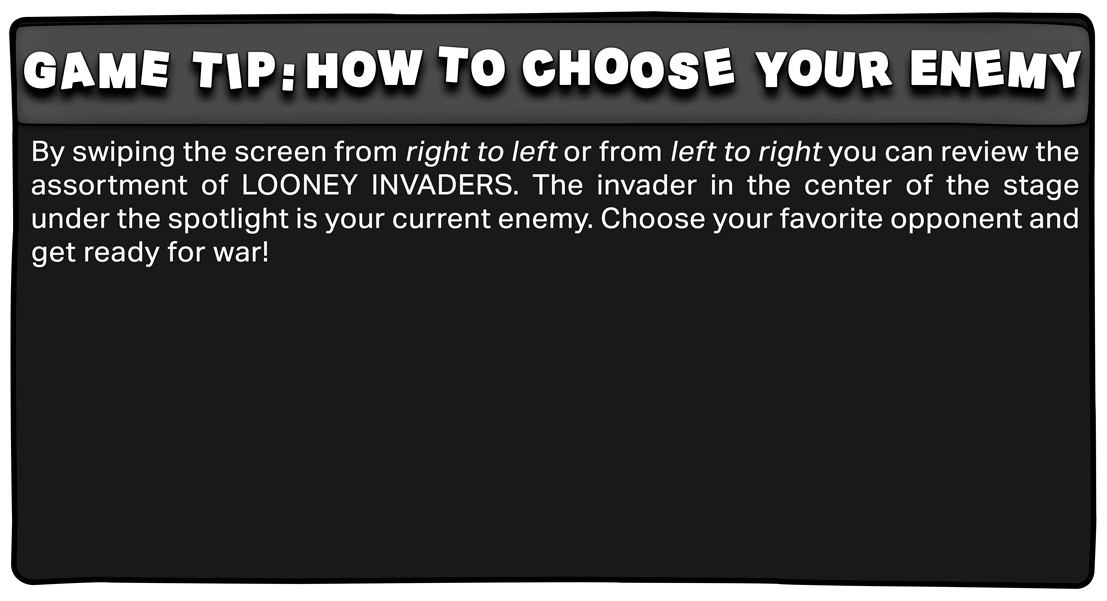 GAME TIP: HOW TO CHOOSE YOUR ENEMY
By swiping the screen from right to left or from left to right you can review the
assortment of LOONEY INVADERS. The invader in the center of the stage
under the spotlight is your current enemy. Choose your favorite opponent and
get ready for war!